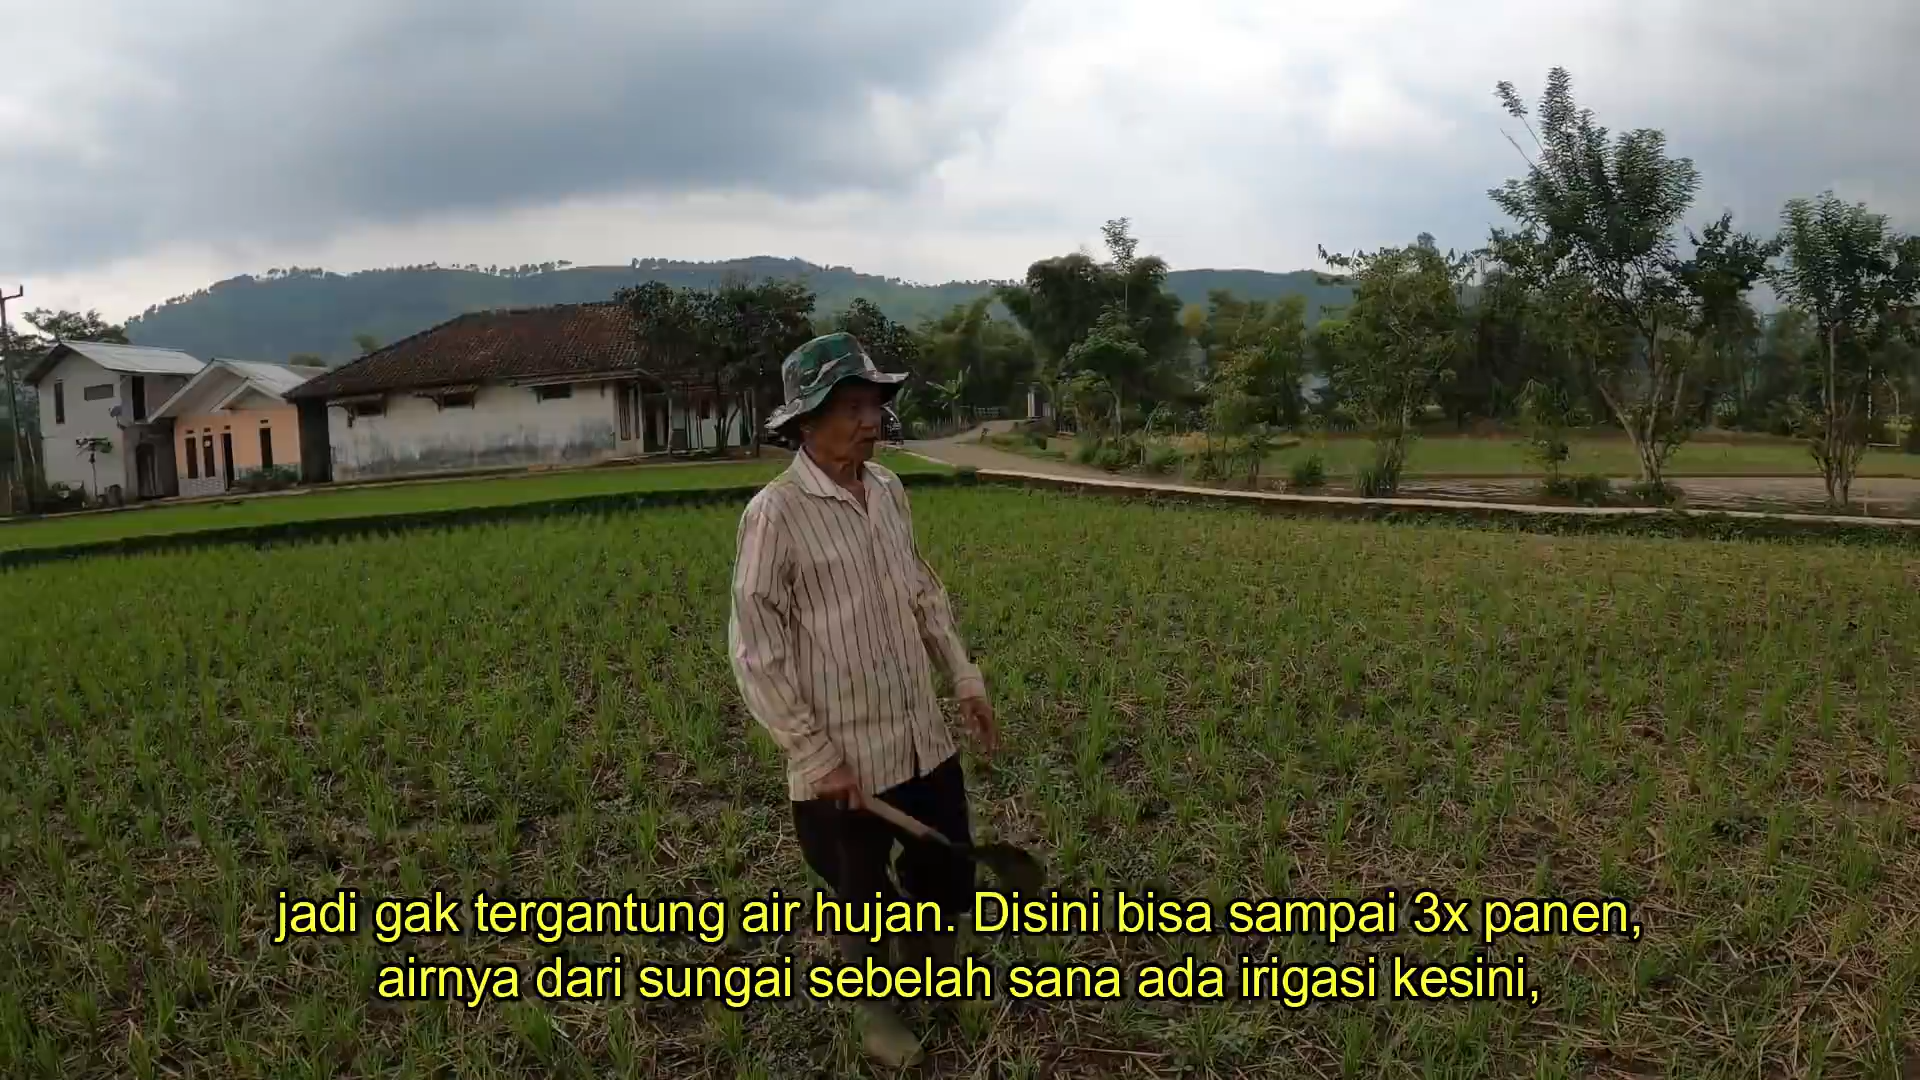 jadi gak tergantung air hujan. Disini bisa sampai 3x panen,
airnya dari sungai sebelah sana ada irigasi kesini,